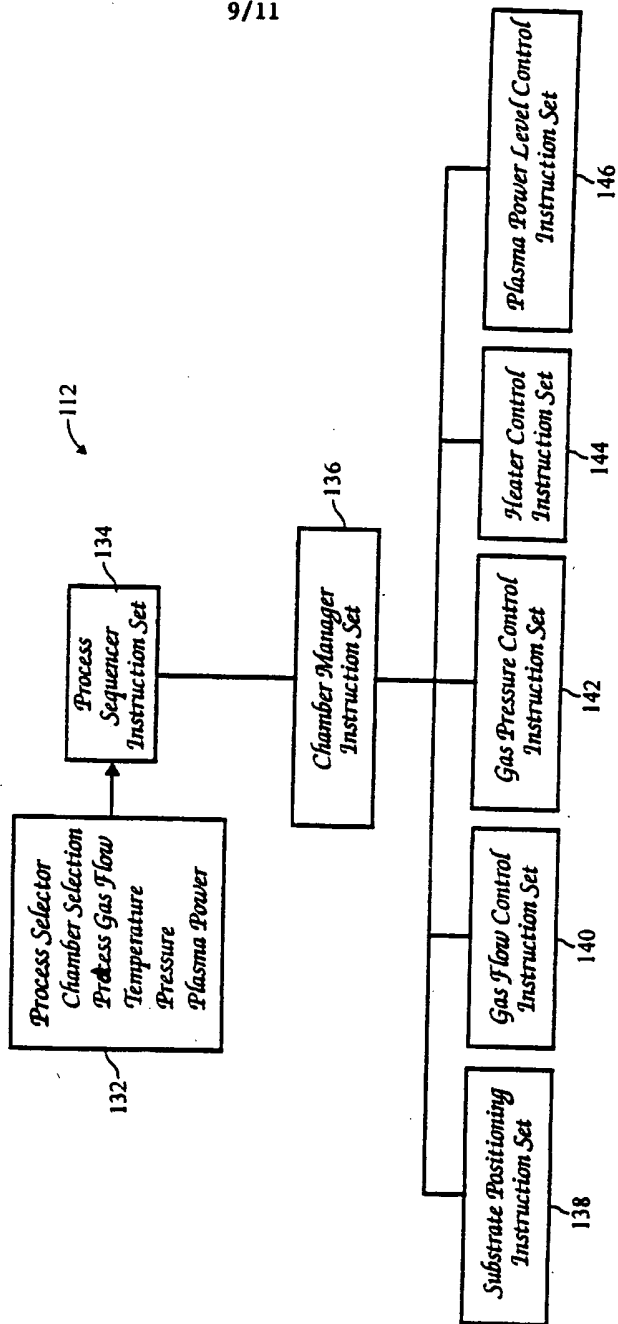 9/11
112
Process Selector
Chamber Selection
Process Gas Flow
Temperature
Pressure
Plasma Power
132
Process
Sequencer
Instruction Set
134
Chamber Manager
Instruction Set
136
Substrate Positioning
Instruction Set
138
Gas Flow Control
Instruction Set
140
Gas Pressure Control
Instruction Set
142
Heater Control
Instruction Set
144
Plasma Power Level Control
Instruction Set
146